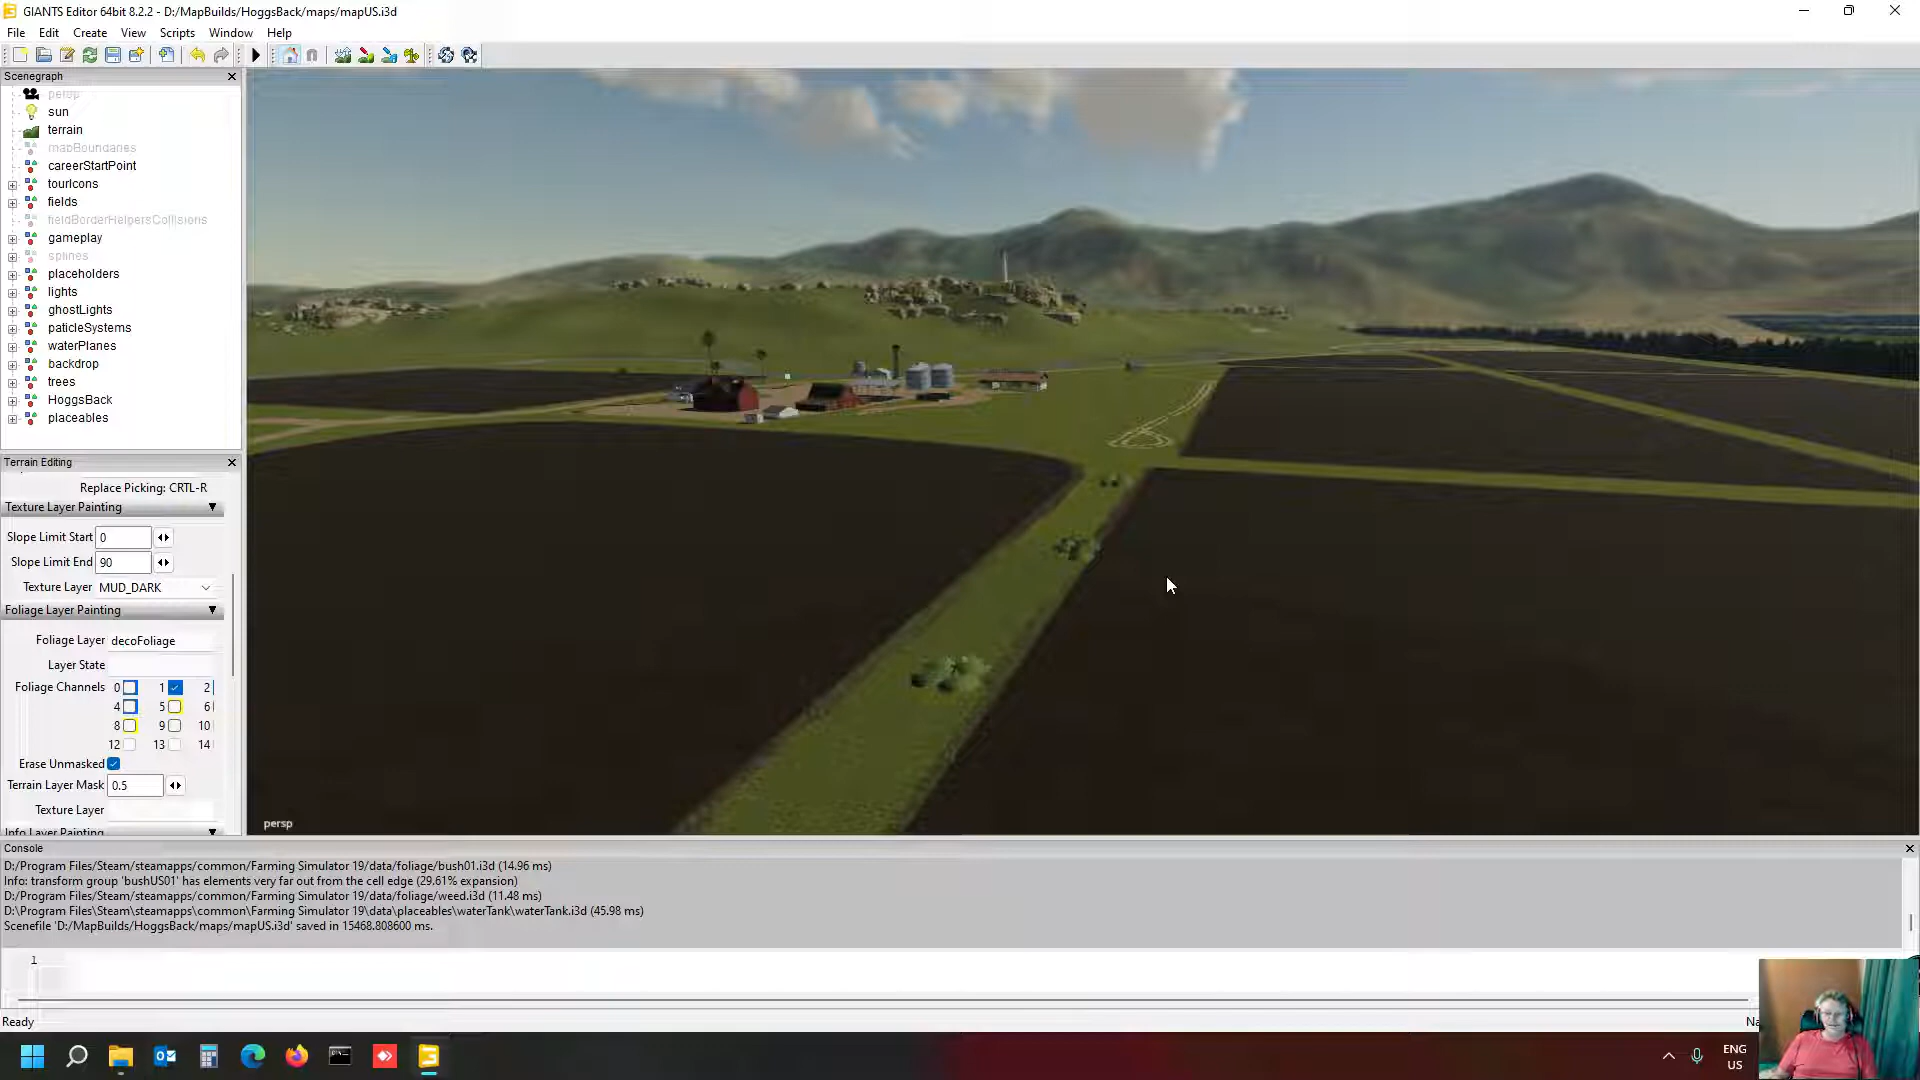 GIANTS Editor 64bit 8.2.2 - D:/MapBuilds/HoggsBack/maps/mapUS.i3d
File Edit Create View Scripts Window Help
Scenegraph
persp
sun
terrain
mapBoundaries
careerStartPoint
tourIcons
fields
fieldBorderHelpersCollisions
gameplay
splines
placeholders
lights
ghostLights
paticleSystems
waterPlanes
backdrop
trees
HoggsBack
placeables
Terrain Editing
Replace Picking: CRTL-R
Texture Layer Painting
Slope Limit Start 0
Slope Limit End 90
Texture Layer MUD_DARK
Foliage Layer Painting
Foliage Layer decoFoliage
Layer State
Foliage Channels 0 1 2
4 5 6
8 9 10
12 13 14
Erase Unmasked
Terrain Layer Mask 0.5
Texture Layer
Info Layer Painting
persp
Console
D:/Program Files/Steam/steamapps/common/Farming Simulator 19/data/foliage/bush01.i3d (14.96 ms)
Info: transform group 'bushUS01' has elements very far out from the cell edge (29.61% expansion)
D:/Program Files/Steam/steamapps/common/Farming Simulator 19/data/foliage/weed.i3d (11.48 ms)
D:\Program Files\Steam\steamapps\common\Farming Simulator 19\data\placeables\waterTank\waterTank.i3d (45.98 ms)
Scenefile 'D:/MapBuilds/HoggsBack/maps/mapUS.i3d' saved in 15468.808600 ms.
1
Ready
ENG
US